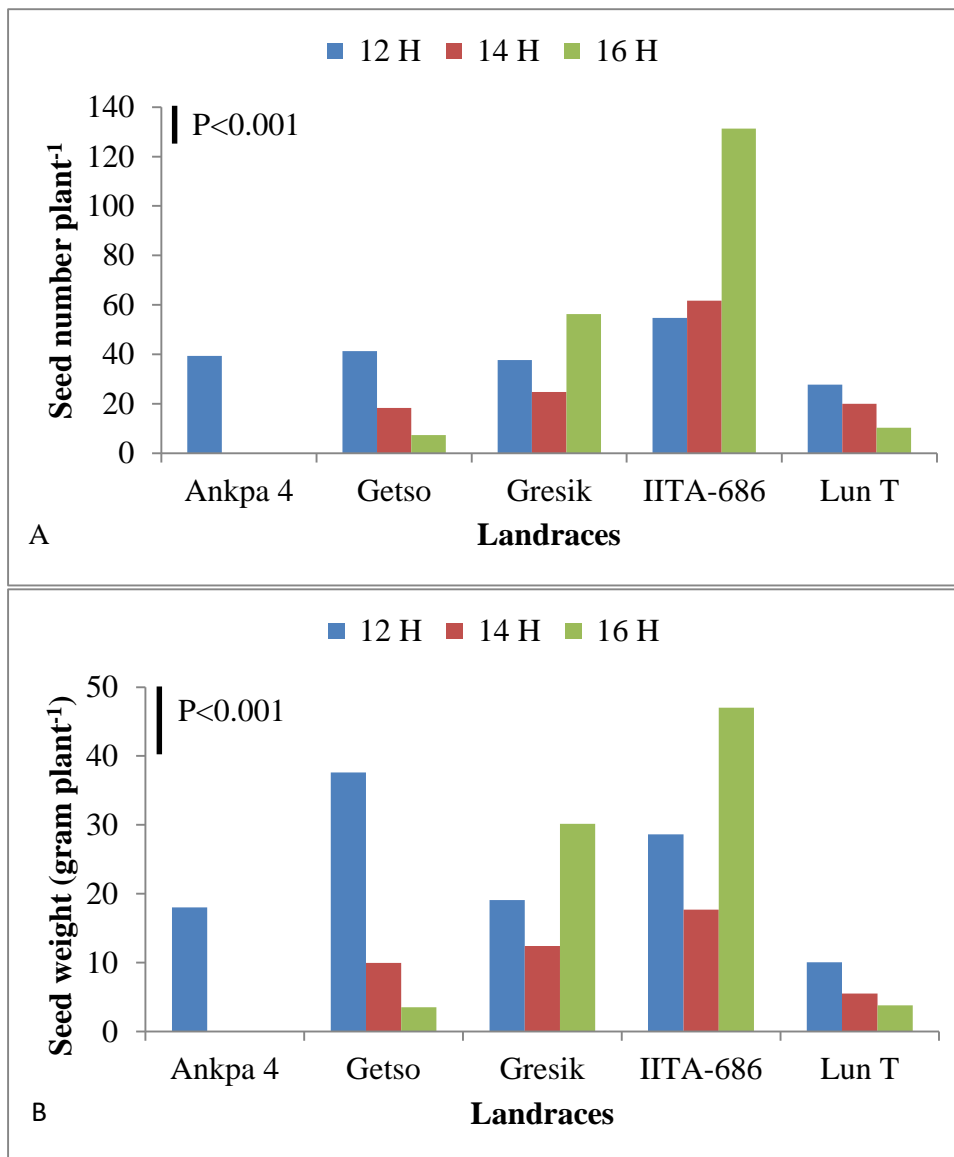 12 H 14 H 16 H
P<0.001
Seed number plant⁻¹
140
120
100
80
60
40
20
0
Ankpa 4 Getso Gresik IITA-686 Lun T
Landraces
A
12 H 14 H 16 H
P<0.001
Seed weight (gram plant⁻¹)
50
40
30
20
10
0
Ankpa 4 Getso Gresik IITA-686 Lun T
Landraces
B